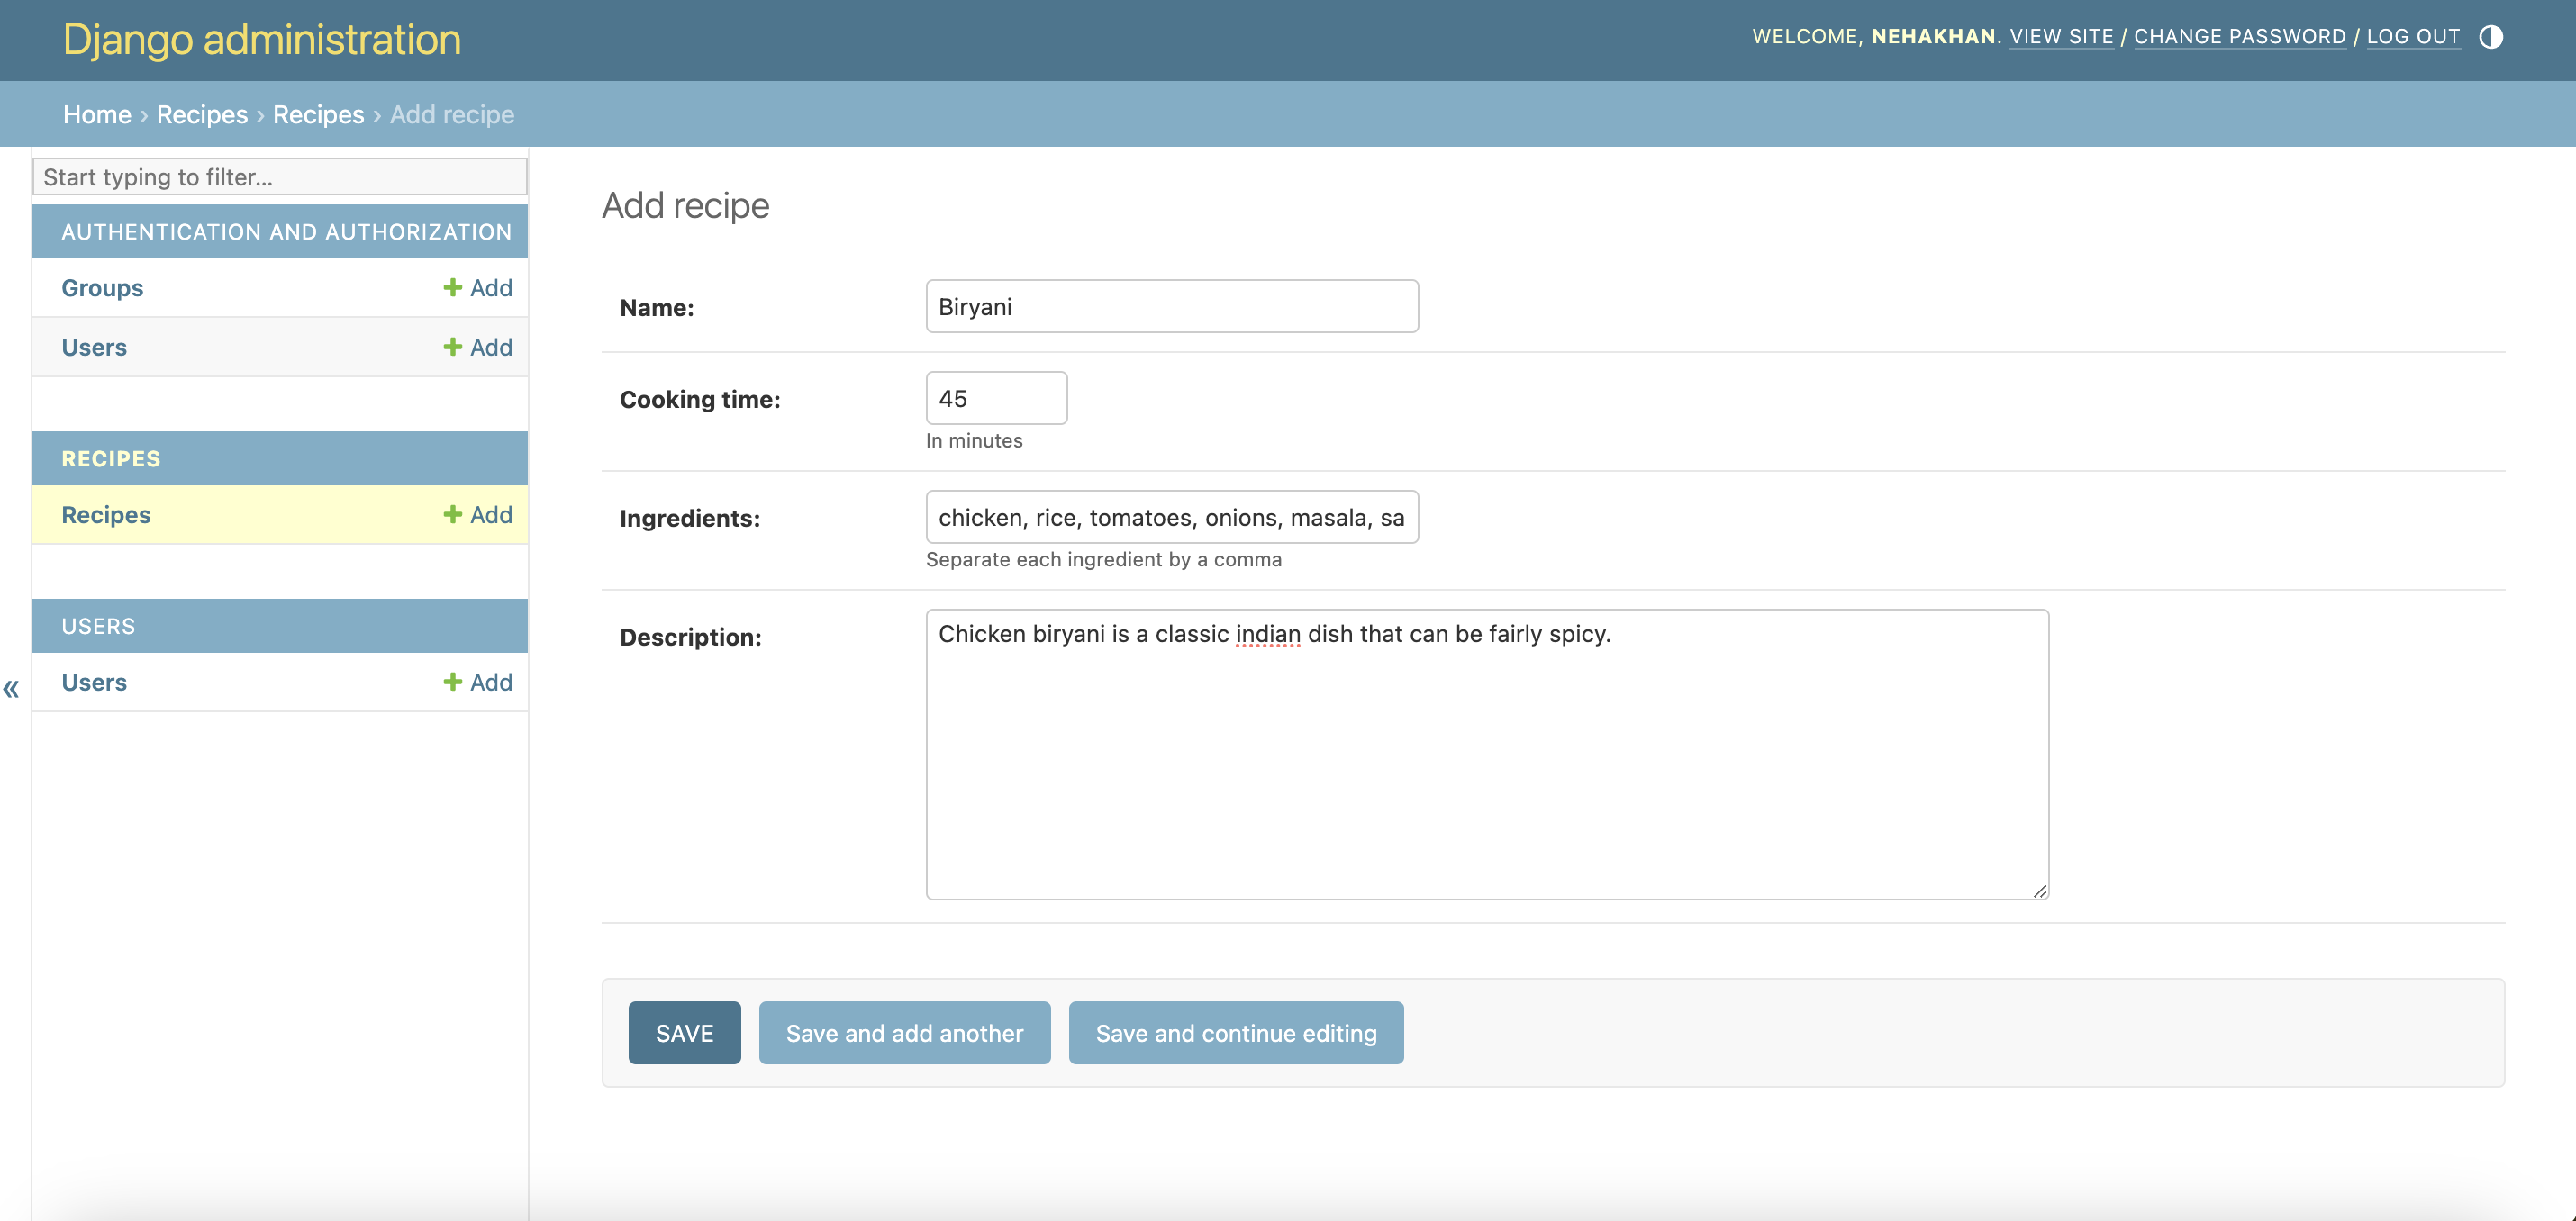 Django administration
WELCOME, NEHAKHAN. VIEW SITE / CHANGE PASSWORD / LOG OUT
Home › Recipes › Recipes › Add recipe
Start typing to filter...
AUTHENTICATION AND AUTHORIZATION
Groups + Add
Users + Add
RECIPES
Recipes + Add
USERS
Users + Add
«
Add recipe
Name: Biryani
Cooking time: 45
In minutes
Ingredients: chicken, rice, tomatoes, onions, masala, sa
Separate each ingredient by a comma
Description: Chicken biryani is a classic indian dish that can be fairly spicy.
SAVE Save and add another Save and continue editing